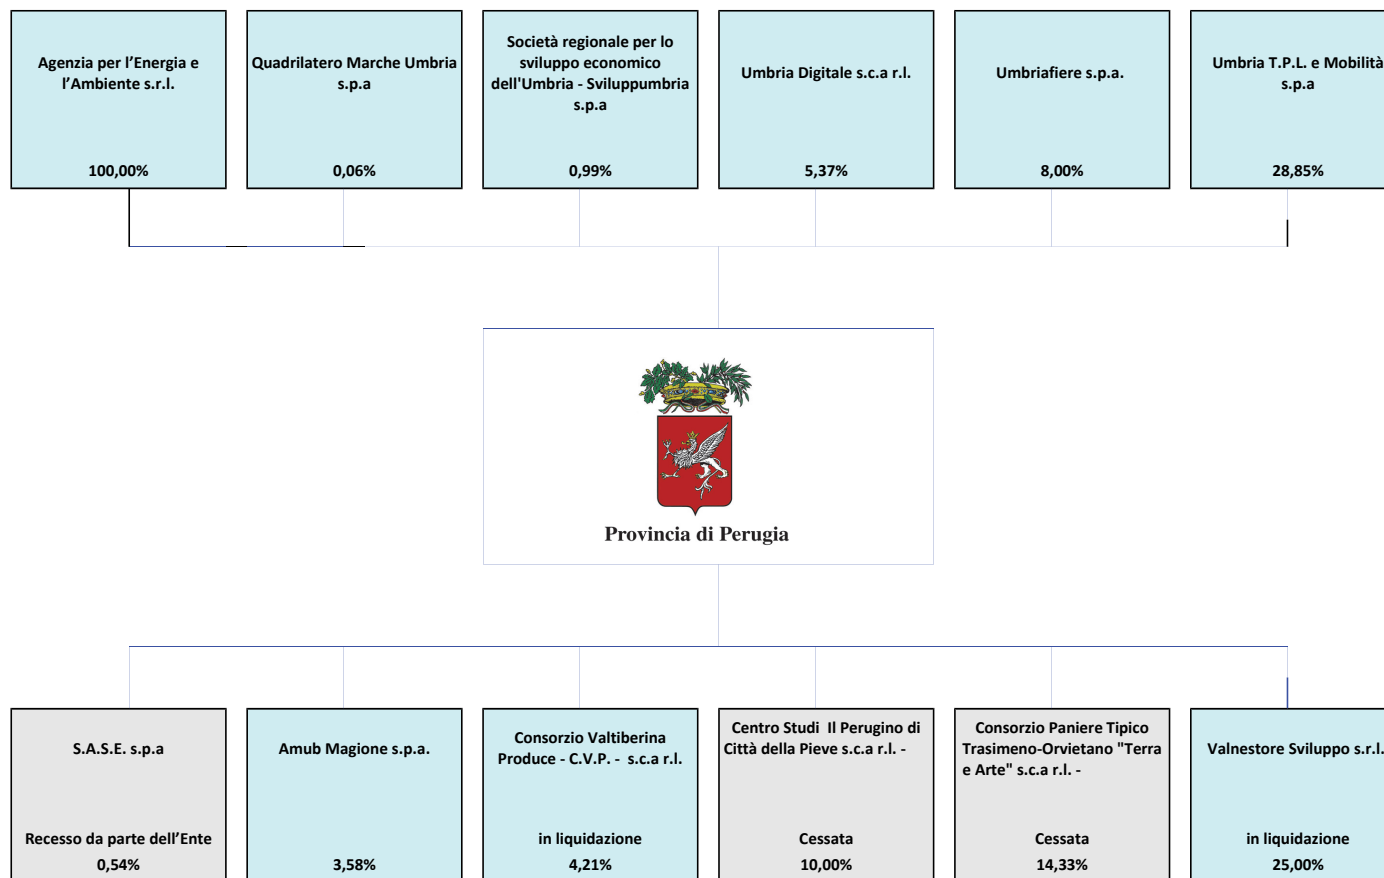 Agenzia per l’Energia e
l’Ambiente s.r.l.
100,00%
Quadrilatero Marche Umbria
s.p.a
0,06%
Società regionale per lo
sviluppo economico
dell'Umbria - Sviluppumbria
s.p.a
0,99%
Umbria Digitale s.c.a r.l.
5,37%
Umbriafiere s.p.a.
8,00%
Umbria T.P.L. e Mobilità
s.p.a
28,85%
Provincia di Perugia
S.A.S.E. s.p.a
Recesso da parte dell’Ente
0,54%
Amub Magione s.p.a.
3,58%
Consorzio Valtiberina
Produce - C.V.P. - s.c.a r.l.
in liquidazione
4,21%
Centro Studi Il Perugino di
Città della Pieve s.c.a r.l. -
Cessata
10,00%
Consorzio Paniere Tipico
Trasimeno-Orvietano "Terra
e Arte" s.c.a r.l. -
Cessata
14,33%
Valnestore Sviluppo s.r.l.
in liquidazione
25,00%